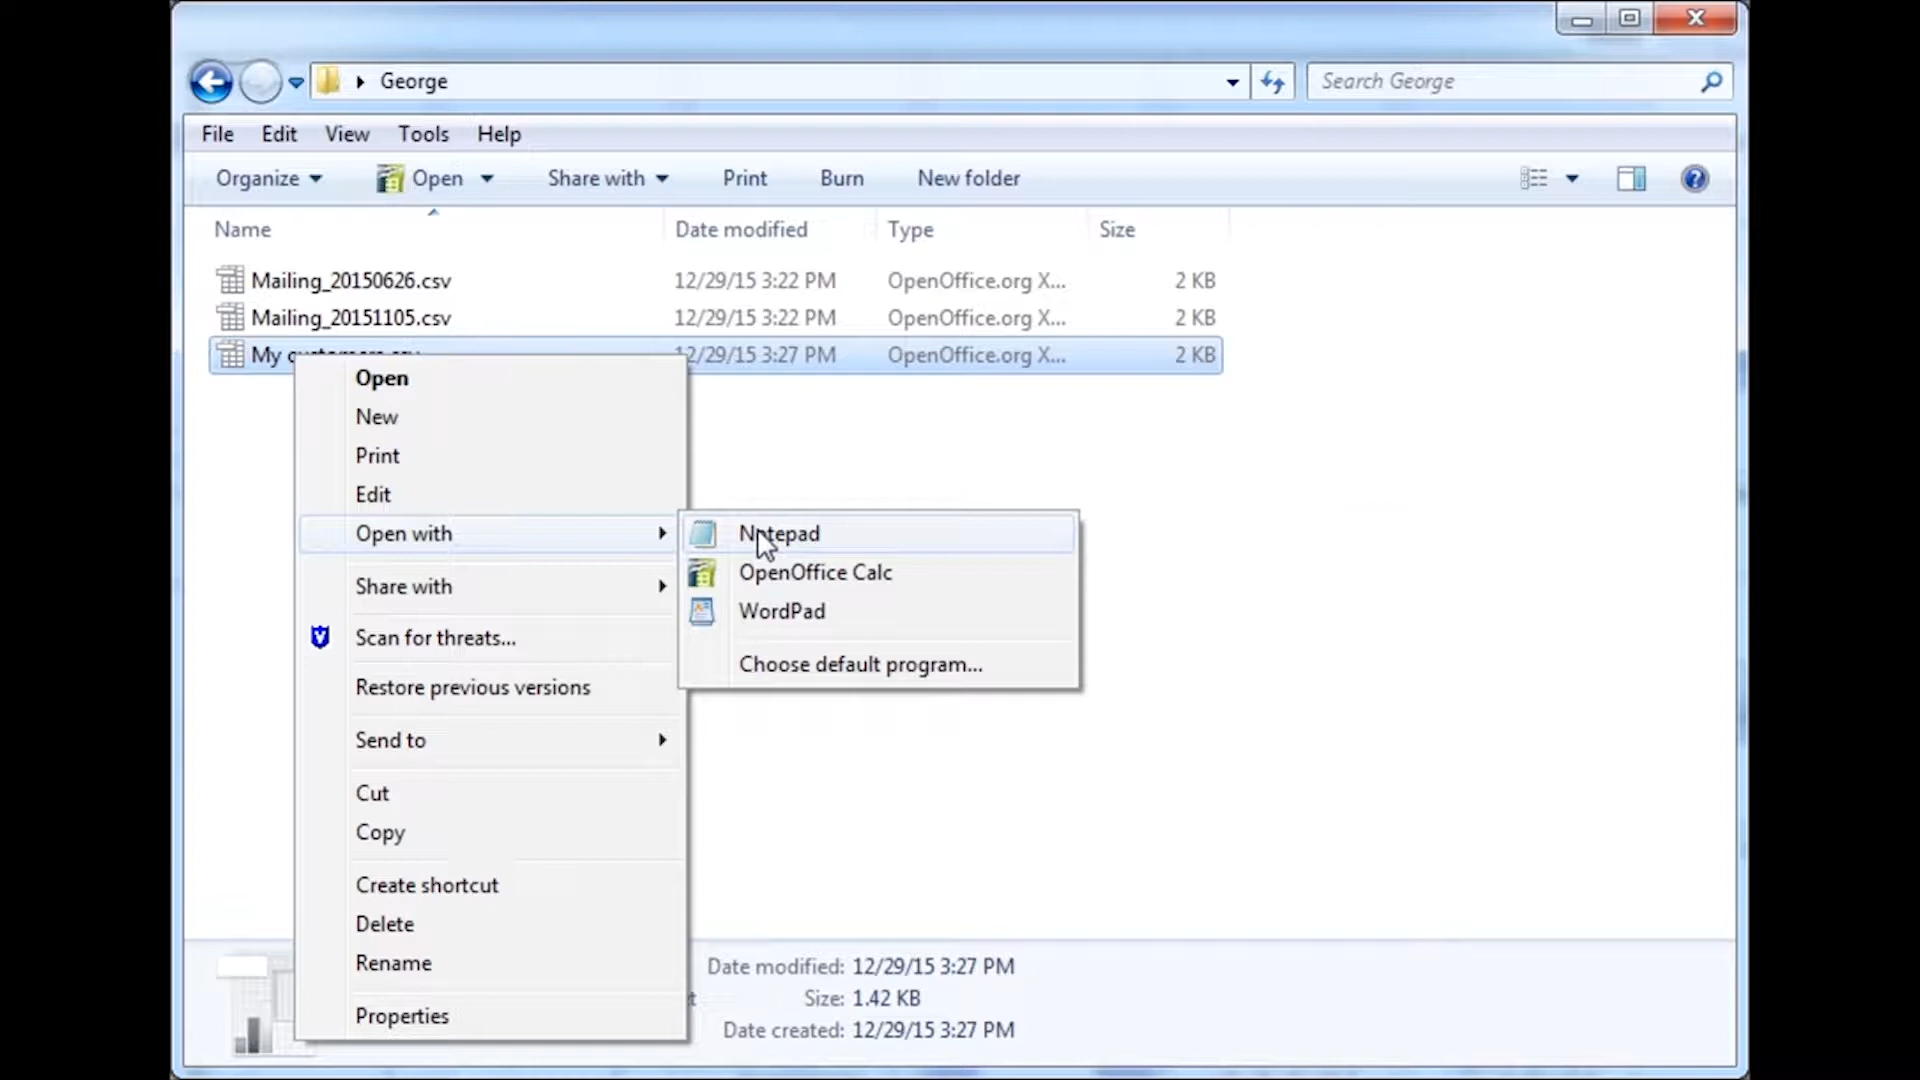 George
Search George
File Edit View Tools Help
Organize Open Share with Print Burn New folder
Name Date modified Type Size
Mailing_20150626.csv 12/29/15 3:22 PM OpenOffice.org X... 2 KB
Mailing_20151105.csv 12/29/15 3:22 PM OpenOffice.org X... 2 KB
My customers.csv 12/29/15 3:27 PM OpenOffice.org X... 2 KB
Open
New
Print
Edit
Open with
Notepad
OpenOffice Calc
WordPad
Choose default program...
Share with
Scan for threats...
Restore previous versions
Send to
Cut
Copy
Create shortcut
Delete
Rename
Properties
Date modified: 12/29/15 3:27 PM
Size: 1.42 KB
Date created: 12/29/15 3:27 PM